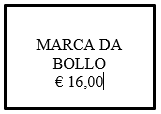 MARCA DA
BOLLO
€ 16,00